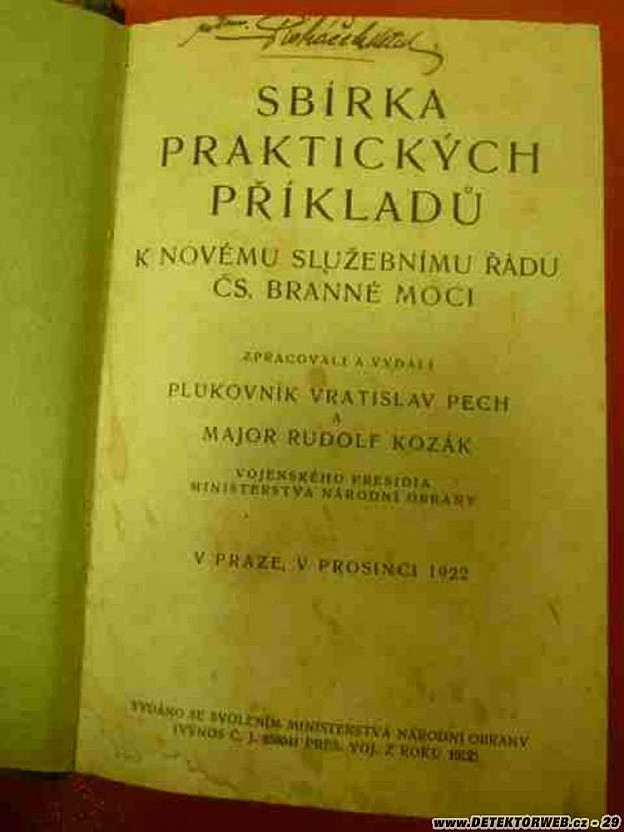 SBÍRKA
PRAKTICKÝCH
PŘÍKLADŮ
K NOVÉMU SLUŽEBNÍMU ŘÁDU
ČS. BRANNÉ MOCI
ZPRACOVALI A VYDALI
PLUKOVNÍK VRATISLAV PECH
A
MAJOR RUDOLF KOZÁK
VOJENSKÉHO PRESIDIA
MINISTERSTVA NÁRODNÍ OBRANY
V PRAZE, V PROSINCI 1922
VYDÁNO SE SVOLENÍM MINISTERSTVA NÁRODNÍ OBRANY
(VÝNOS Č. J. PRES. VOJ. Z ROKU 1922)
www.DETEKTORWEB.cz - 29